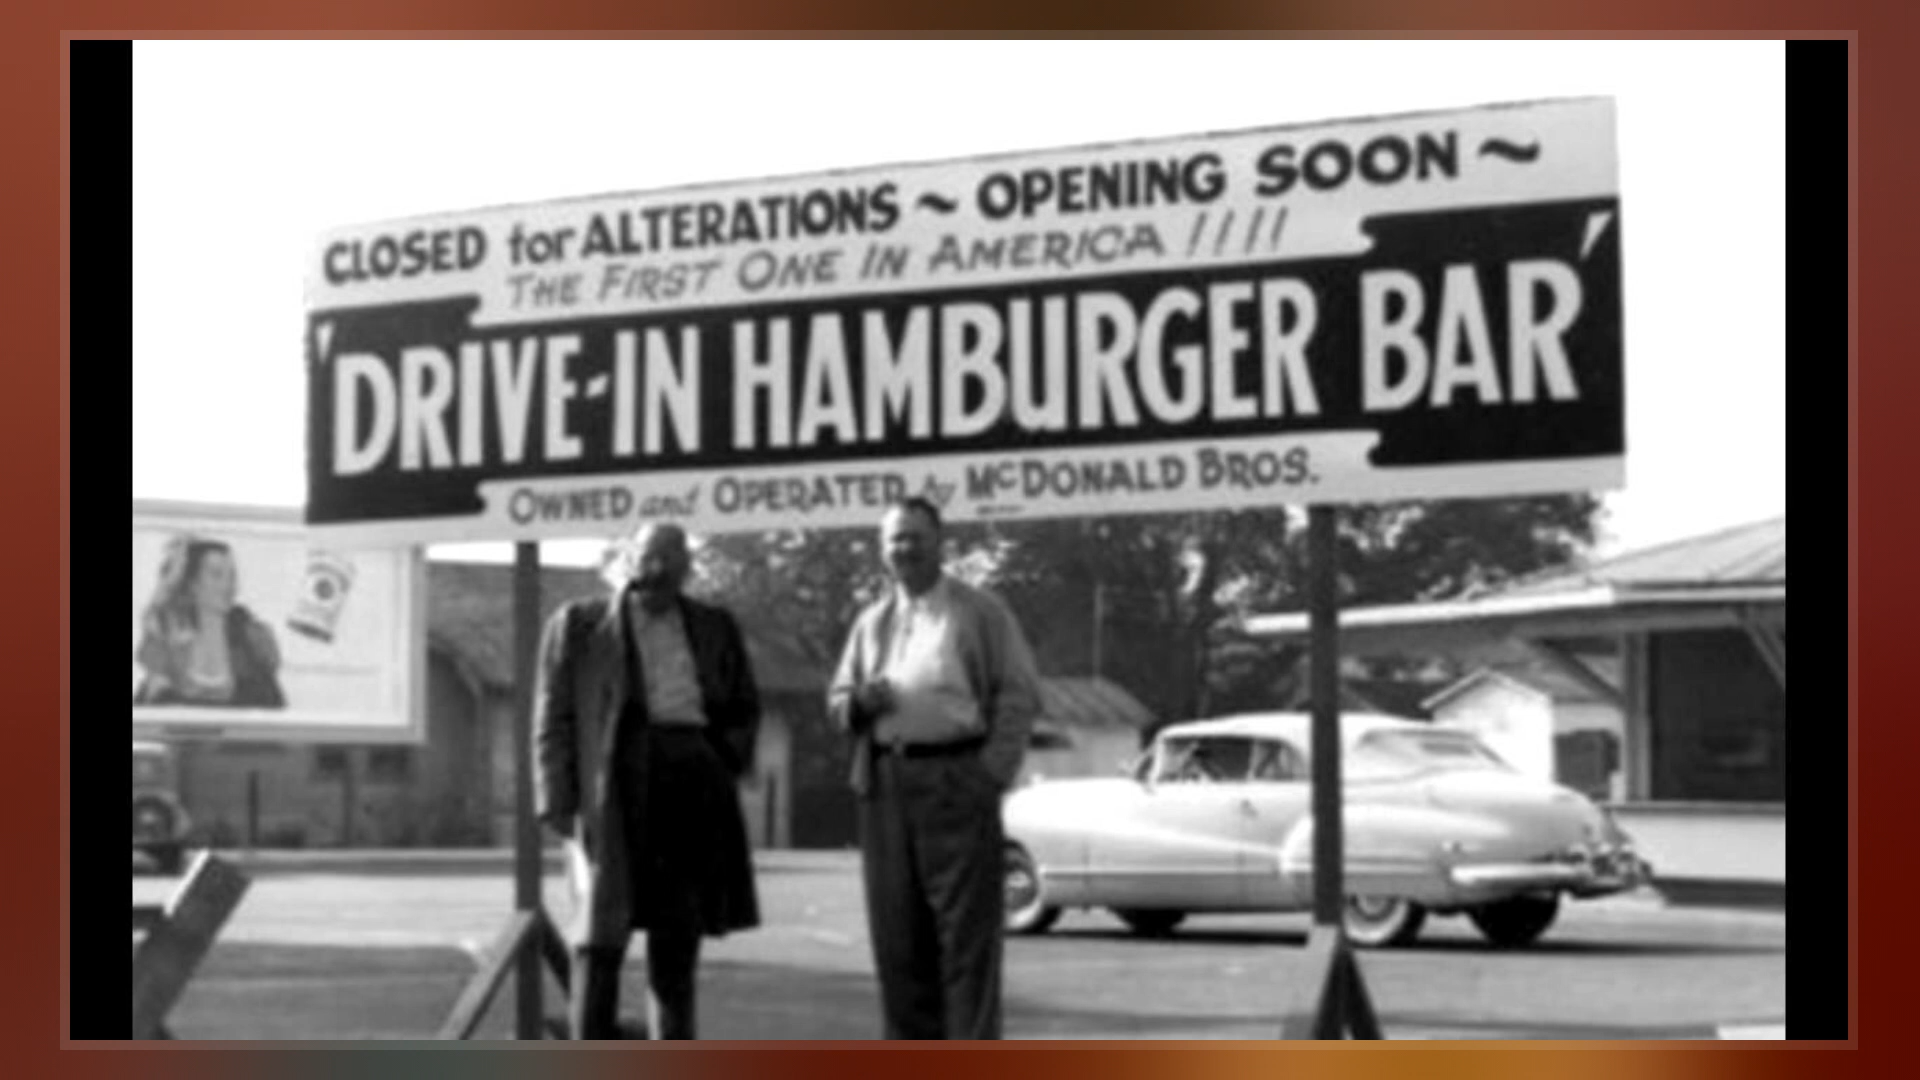 CLOSED for ALTERATIONS ~ OPENING SOON ~
THE FIRST ONE IN AMERICA !!!!
'DRIVE-IN HAMBURGER BAR'
OWNED and OPERATED by McDONALD BROS.